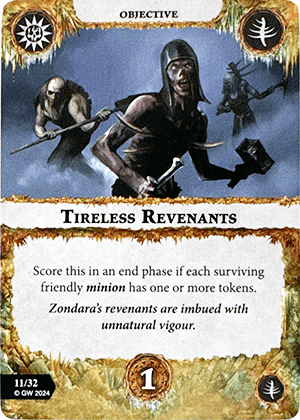 OBJECTIVE
TIRELESS REVENANTS
Score this in an end phase if each surviving
friendly minion has one or more tokens.
Zondara's revenants are imbued with
unnatural vigour.
11/32
© GW 2024
1